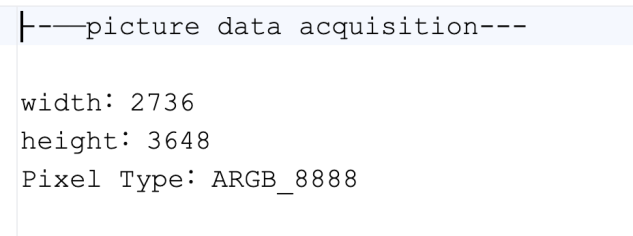 ---—picture data acquisition---
width: 2736
height: 3648
Pixel Type: ARGB_8888